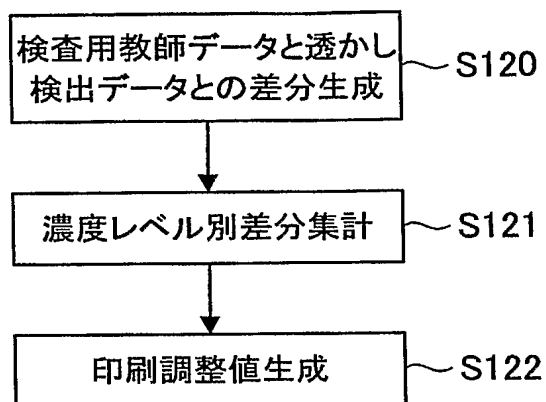 検査用教師データと透かし
検出データとの差分生成
S120
濃度レベル別差分集計
S121
印刷調整値生成
S122